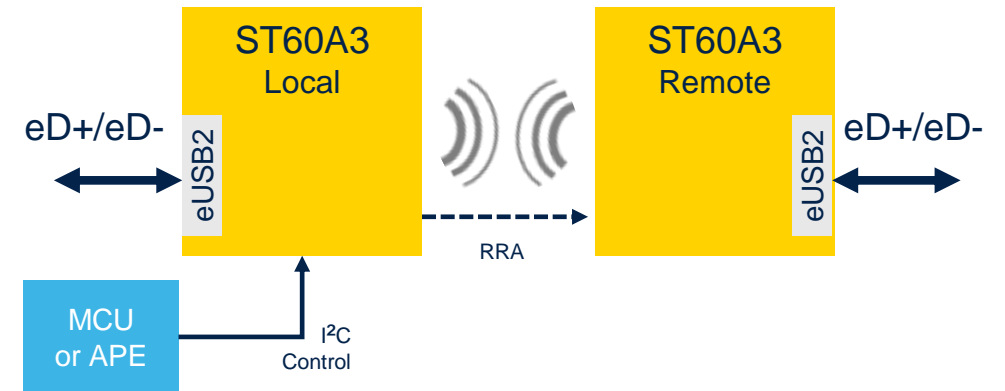 ST60A3
Local
ST60A3
Remote
eD+/eD-
eUSB2
eUSB2
eD+/eD-
RRA
MCU
or APE
I²C
Control